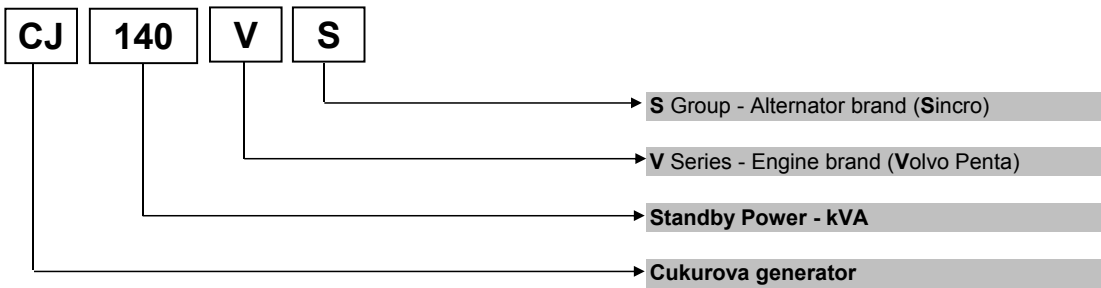 CJ 140 V S
S Group - Alternator brand (Sincro)
V Series - Engine brand (Volvo Penta)
Standby Power - kVA
Cukurova generator